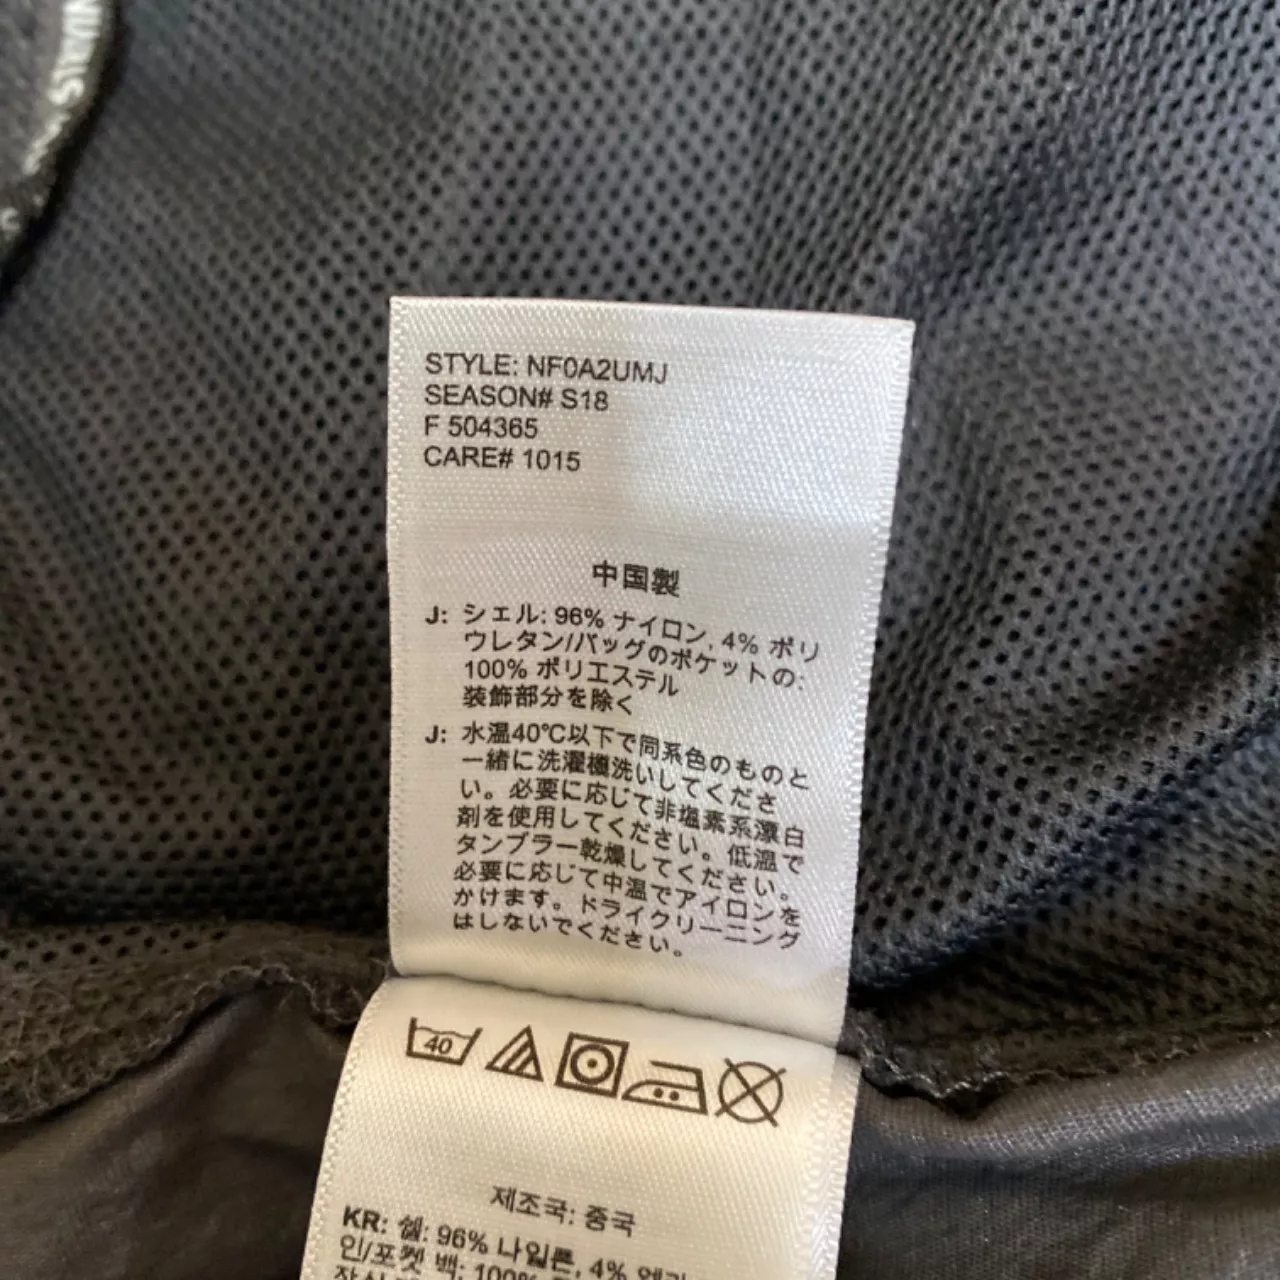 STYLE: NF0A2UMJ
SEASON# S18
F 504365
CARE# 1015
中国製
J: シェル: 96% ナイロン, 4% ポリ
ウレタン/バッグのポケットの:
100% ポリエステル
装飾部分を除く
J: 水温40℃以下で同系色のものと
一緒に洗濯機洗いしてくださ
い。必要に応じて非塩素系漂白
剤を使用してください。低温で
タンブラー乾燥してください。
必要に応じて中温でアイロンを
かけます。ドライクリーニング
はしないでください。
40
제조국: 중국
KR: 쉘: 96% 나일론, 4% 엘라
인/포켓 백: 100%